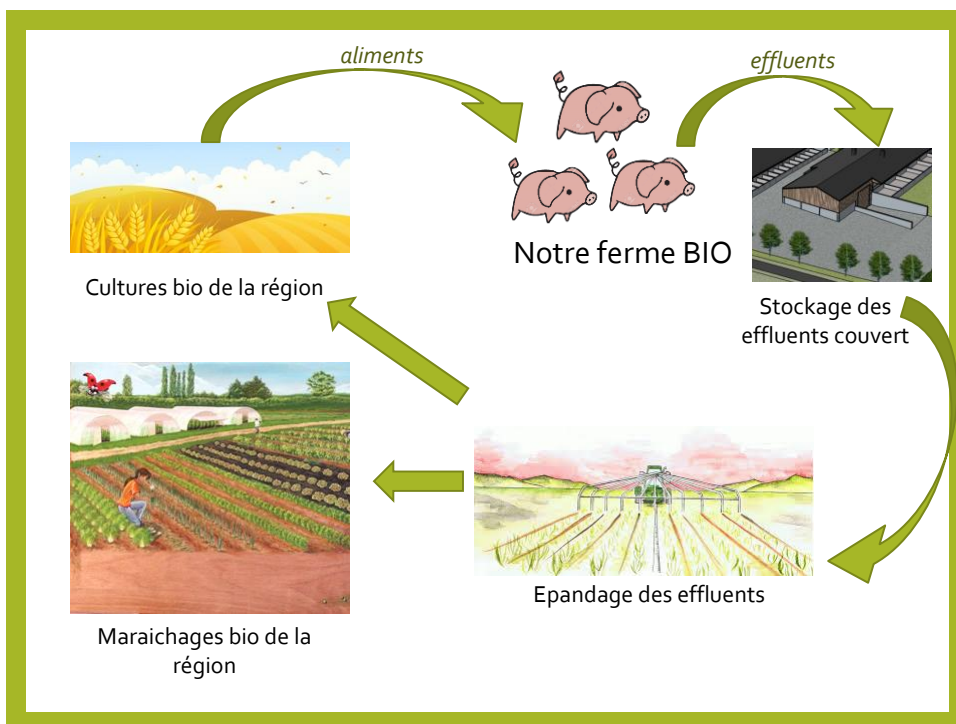 aliments
effluents
Notre ferme BIO
Cultures bio de la région
Stockage des
effluents couvert
Epandage des effluents
Maraichages bio de la
région